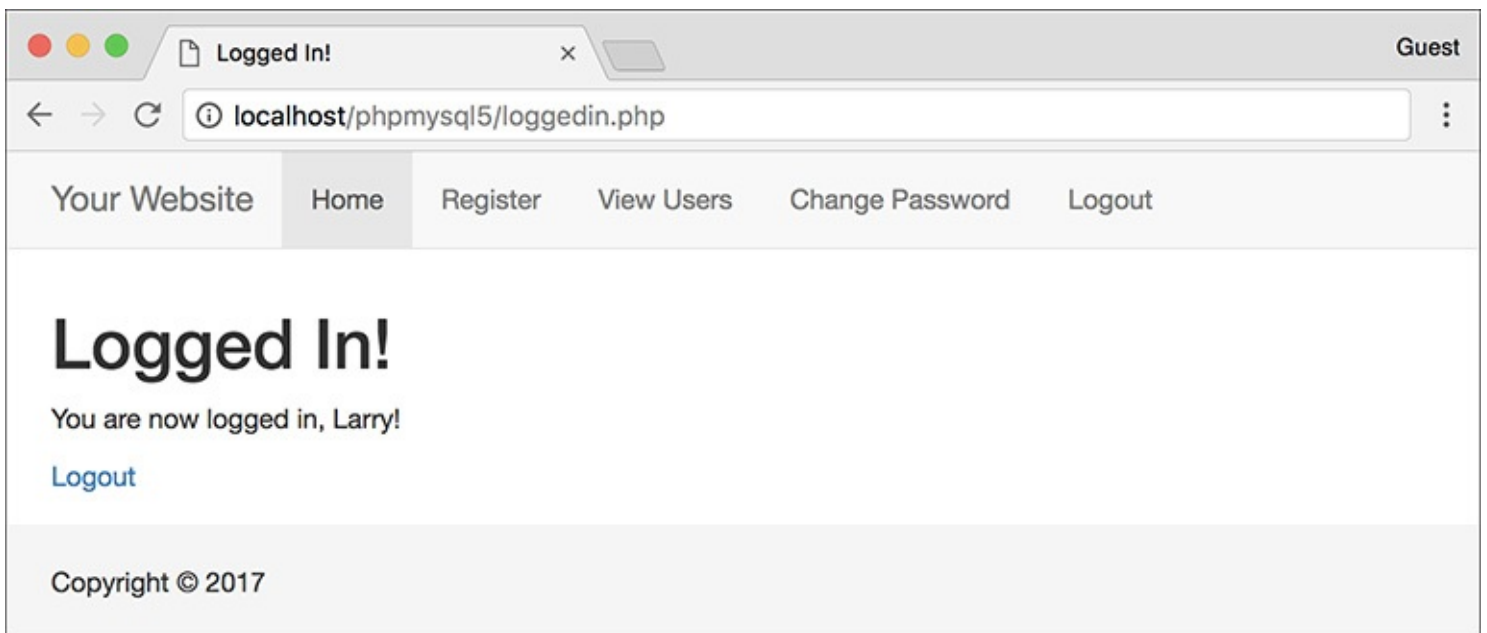 Logged In! Guest
localhost/phpmysql5/loggedin.php
Your Website Home Register View Users Change Password Logout
Logged In!
You are now logged in, Larry!
Logout
Copyright © 2017